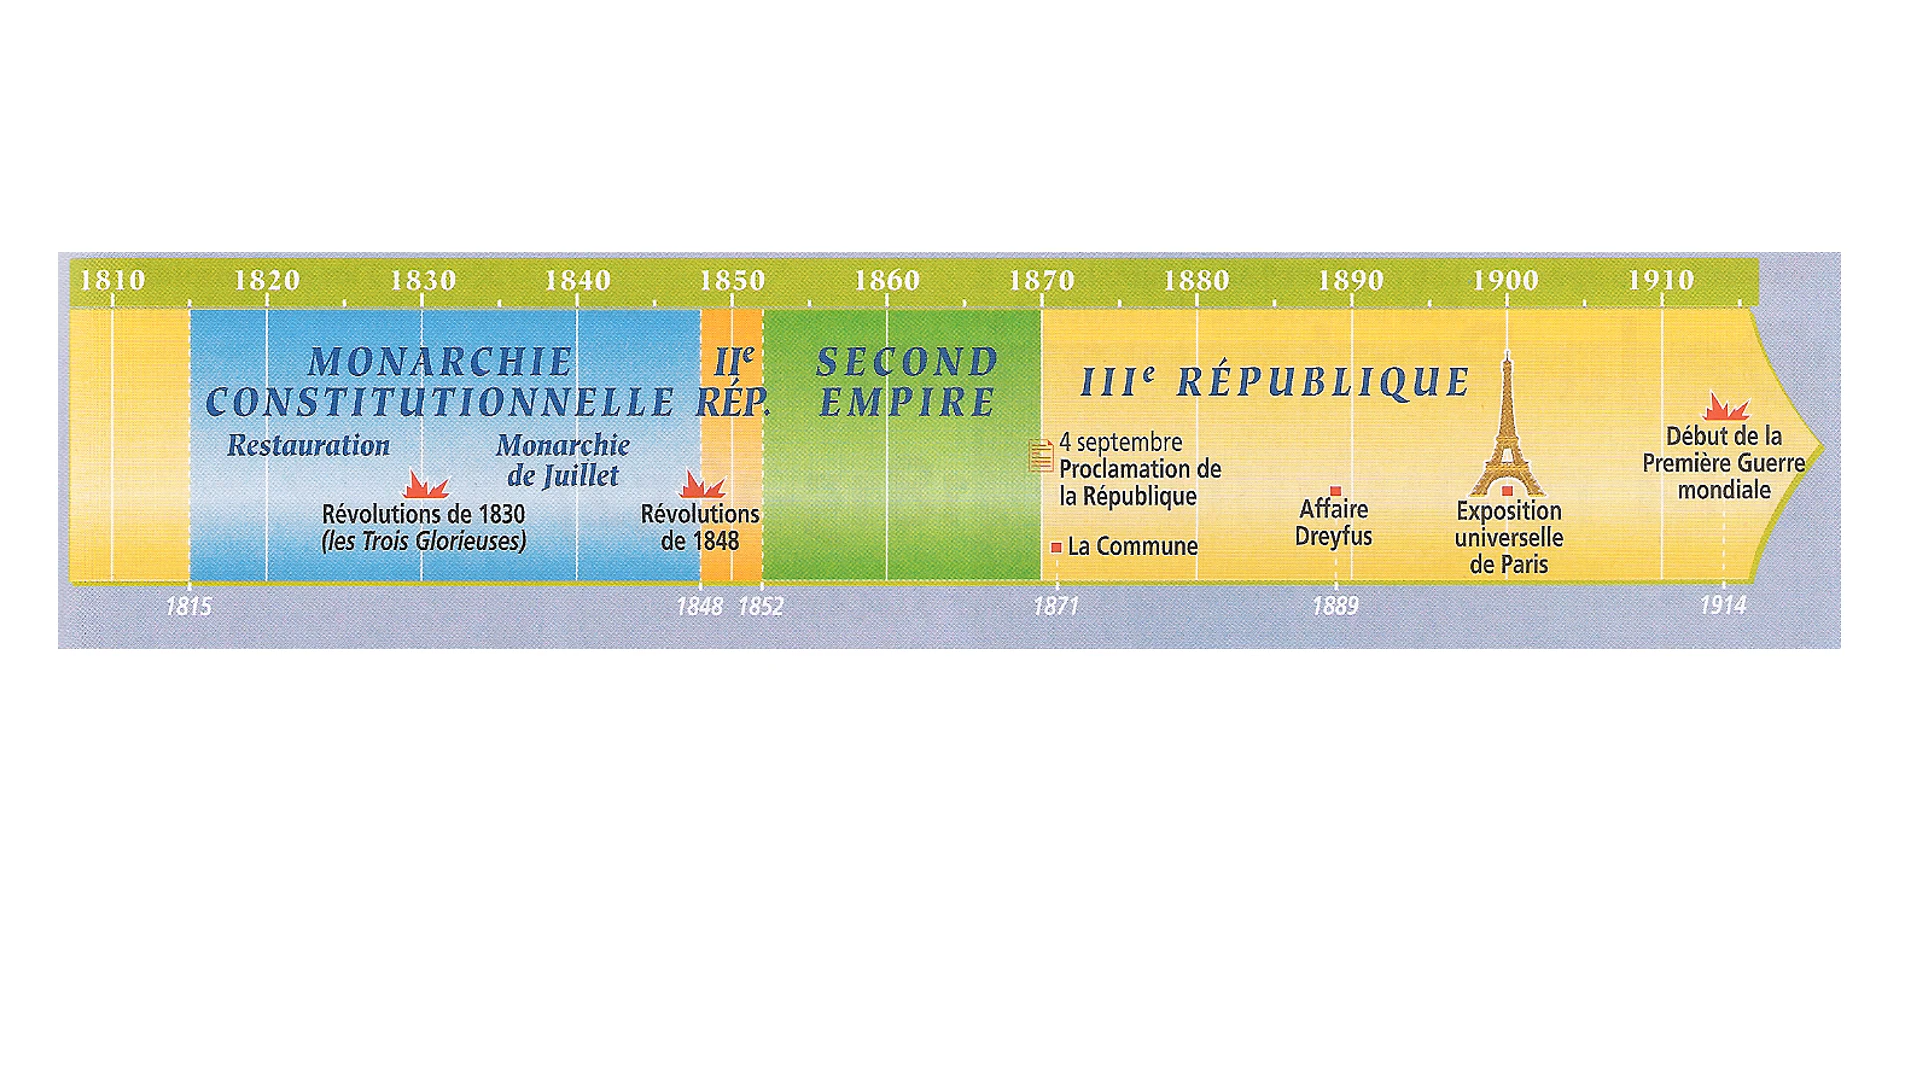 1810 1820 1830 1840 1850 1860 1870 1880 1890 1900 1910
MONARCHIE
CONSTITUTIONNELLE
Restauration
Monarchie
de Juillet
Révolutions de 1830
(les Trois Glorieuses)
IIe
RÉP.
Révolutions
de 1848
SECOND
EMPIRE
IIIe RÉPUBLIQUE
4 septembre
Proclamation de
la République
La Commune
Affaire
Dreyfus
Exposition
universelle
de Paris
Début de la
Première Guerre
mondiale
1815 1848 1852 1871 1889 1914